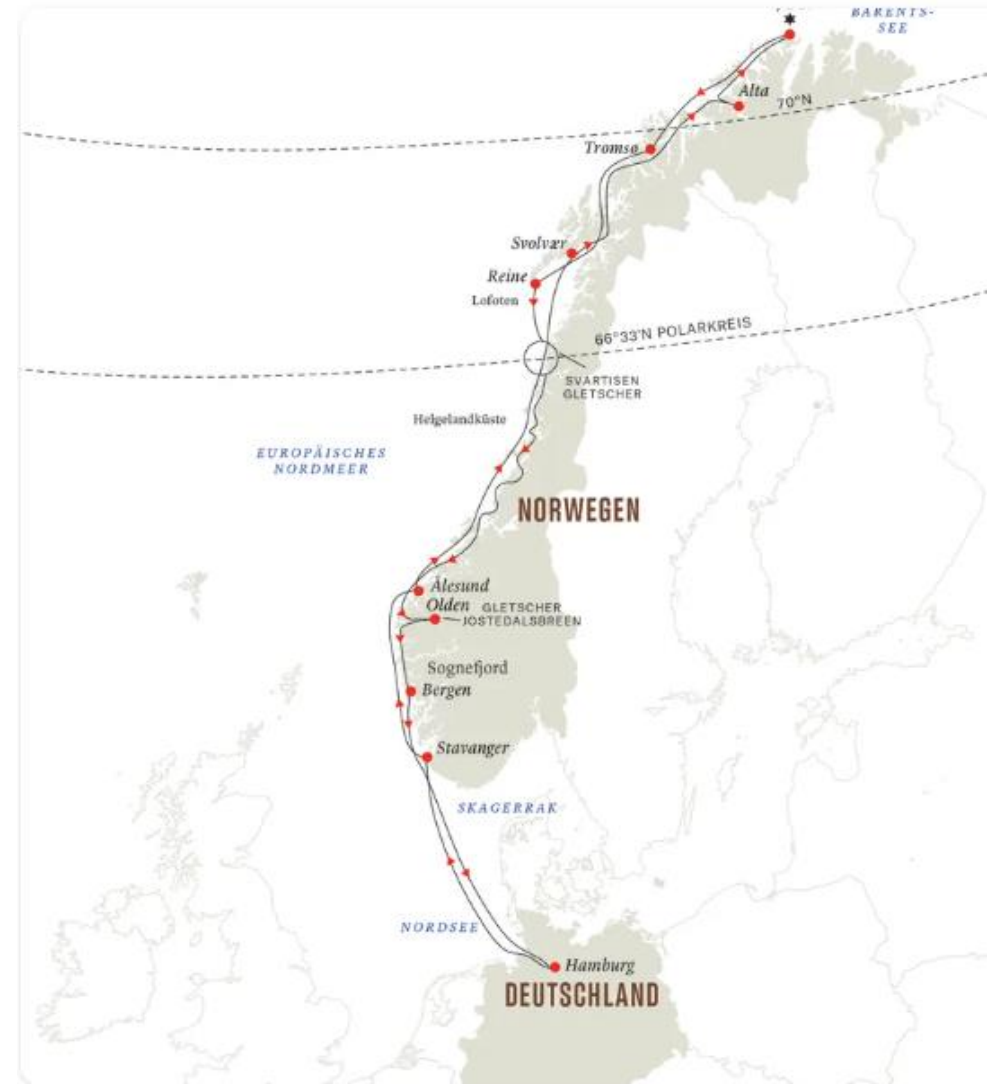 BARENTS-
SEE
Alta
70°N
Tromsø
Svolvær
Reine
Lofoten
66°33'N POLARKREIS
SVARTISEN
GLETSCHER
Helgelandküste
EUROPÄISCHES
NORDMEER
NORWEGEN
Ålesund
Olden
GLETSCHER
JOSTEDALSBREEN
Sognefjord
Bergen
Stavanger
SKAGERRAK
NORDSEE
Hamburg
DEUTSCHLAND